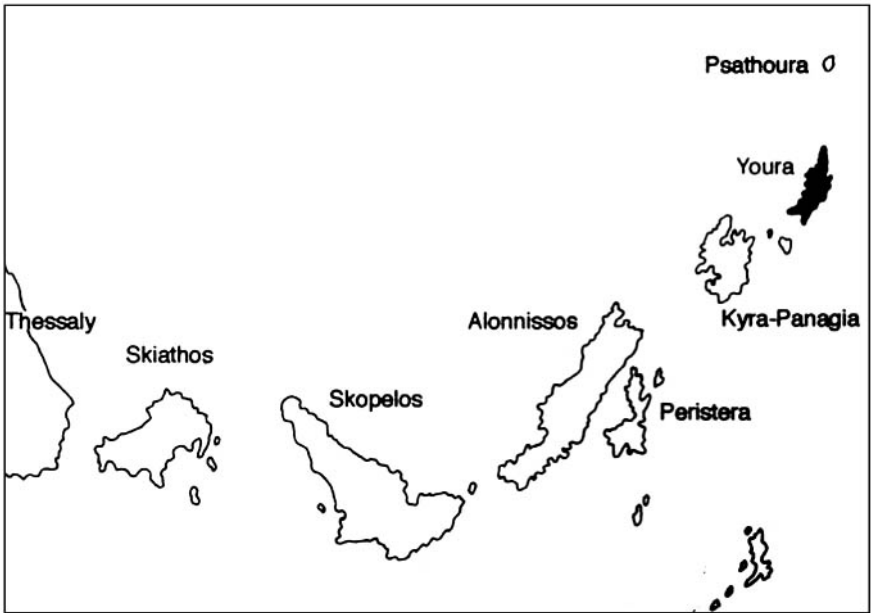 Psathoura
Youra
Thessaly
Alonnissos
Kyra-Panagia
Skiathos
Skopelos
Peristera